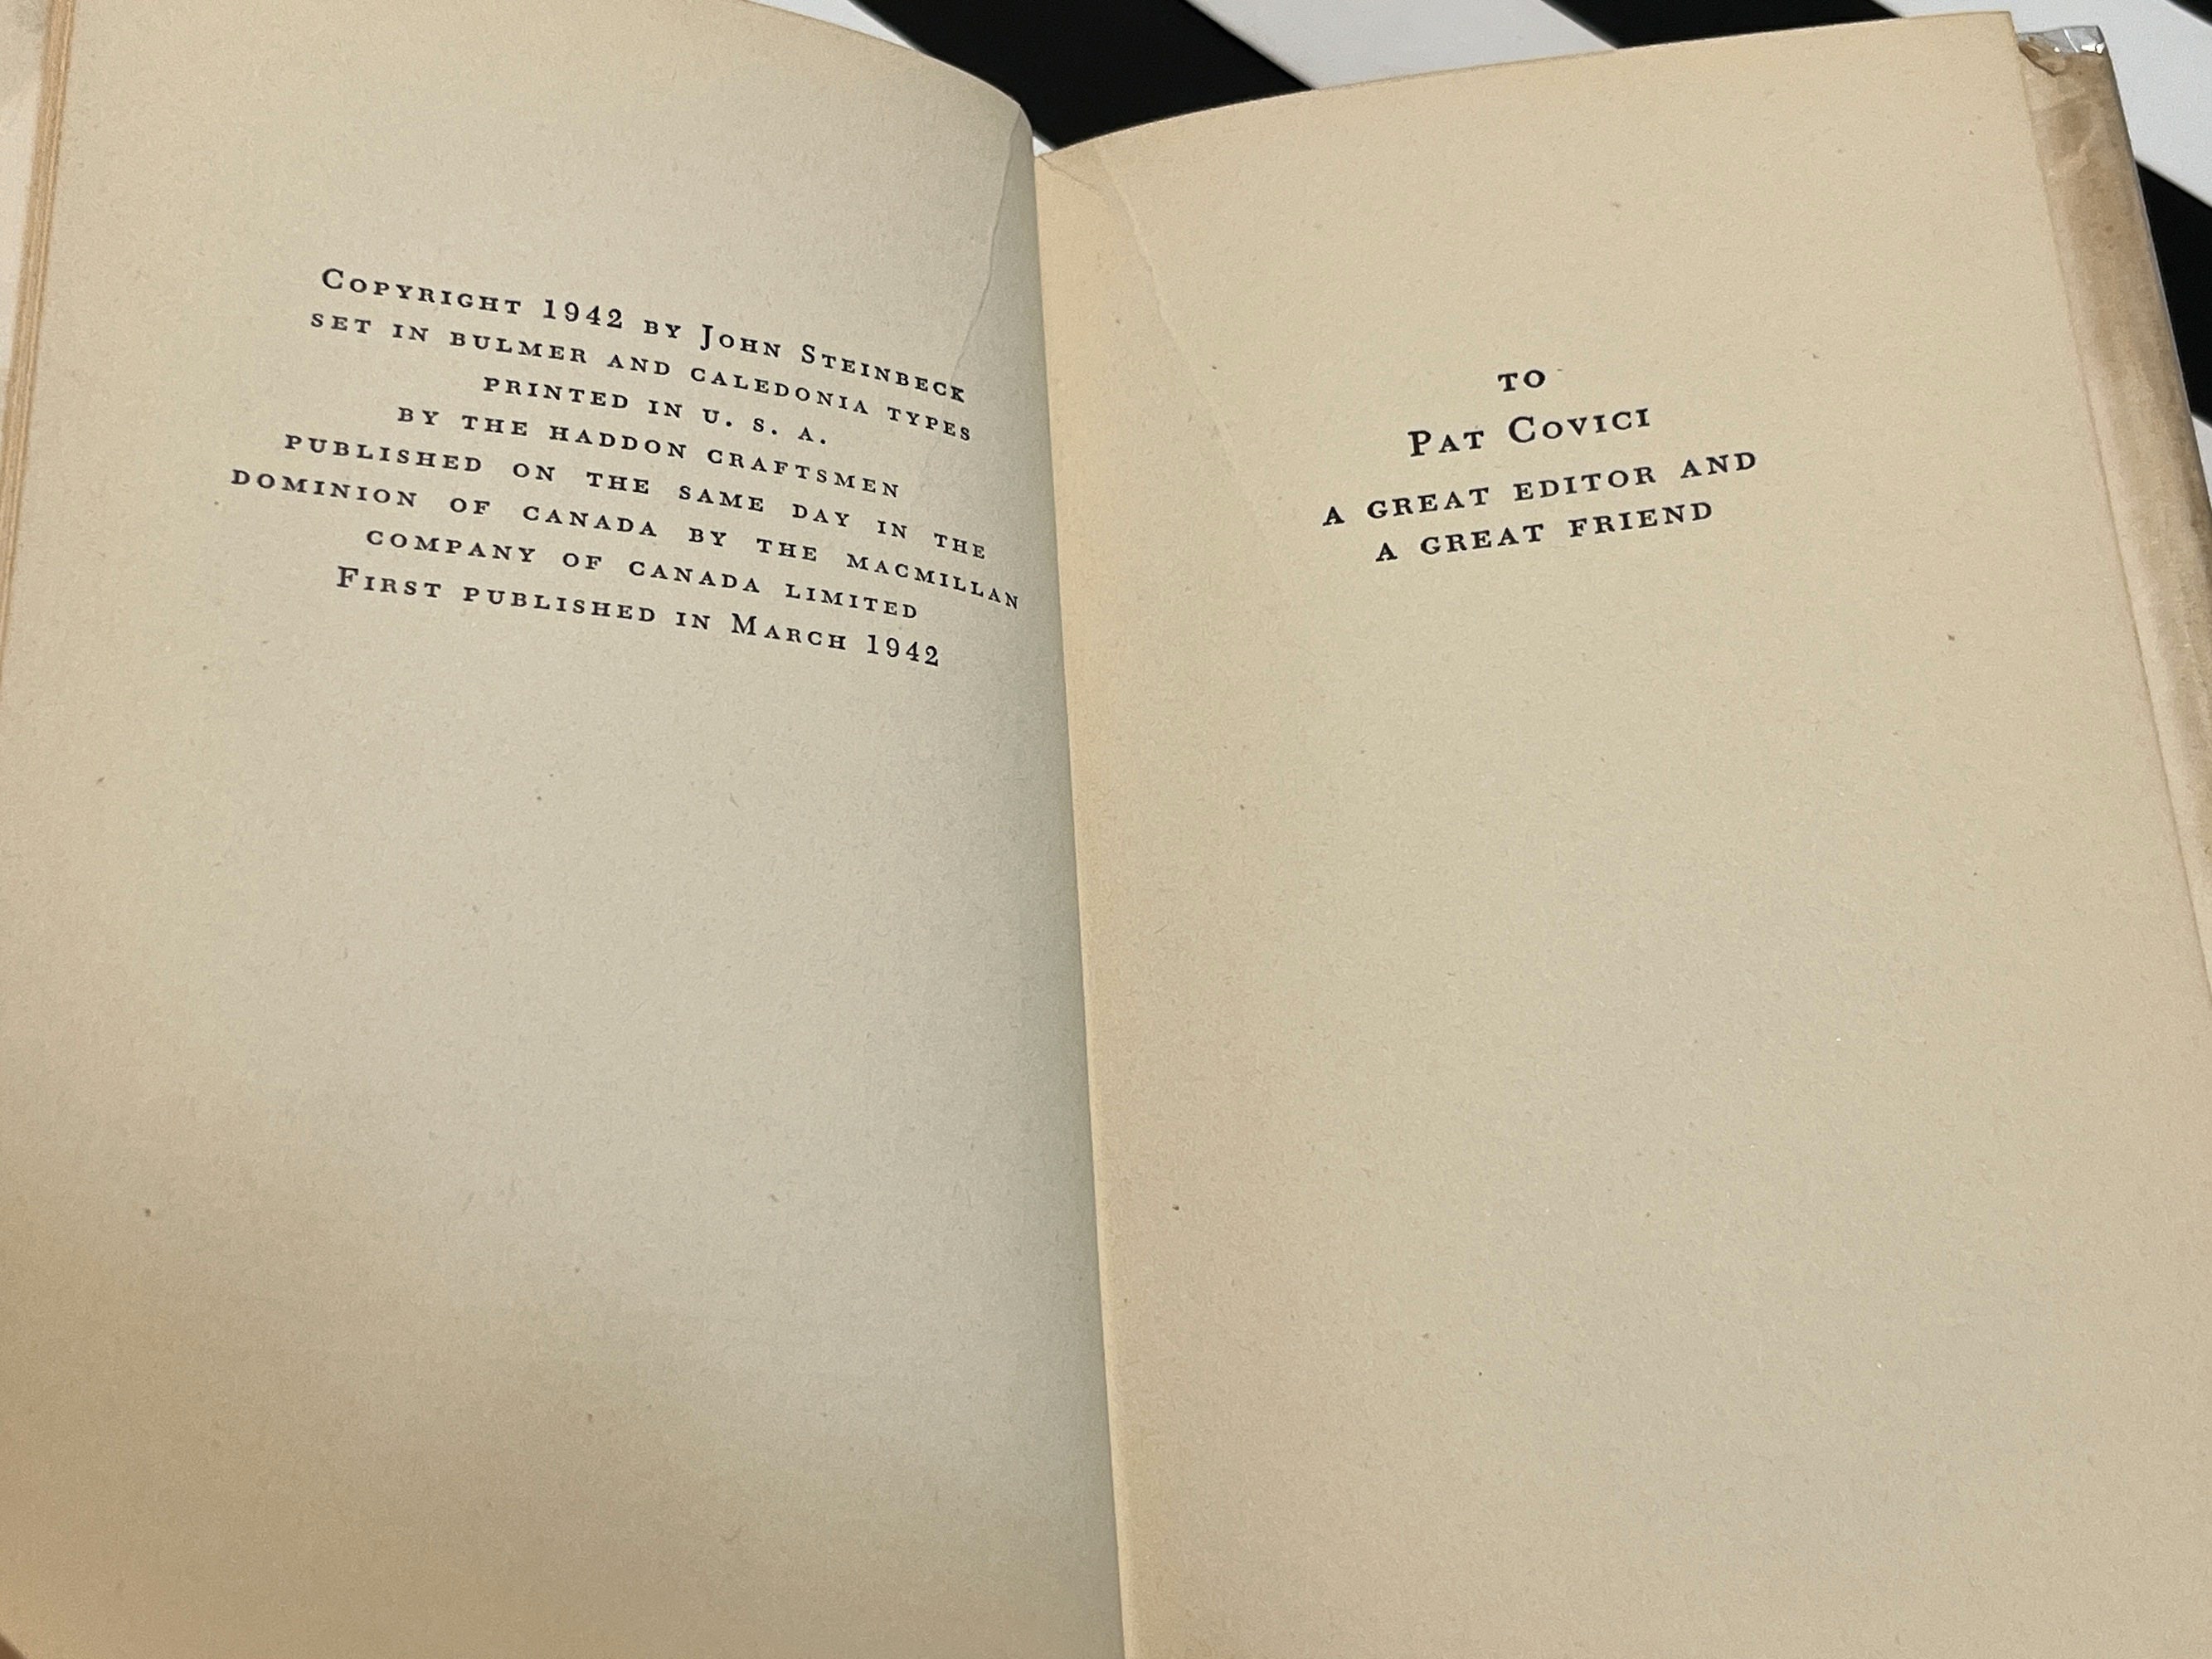 Copyright 1942 by John Steinbeck
set in bulmer and caledonia types
printed in u. s. a.
by the haddon craftsmen
published on the same day in the
dominion of canada by the macmillan
company of canada limited
First published in March 1942
to
Pat Covici
a great editor and
a great friend